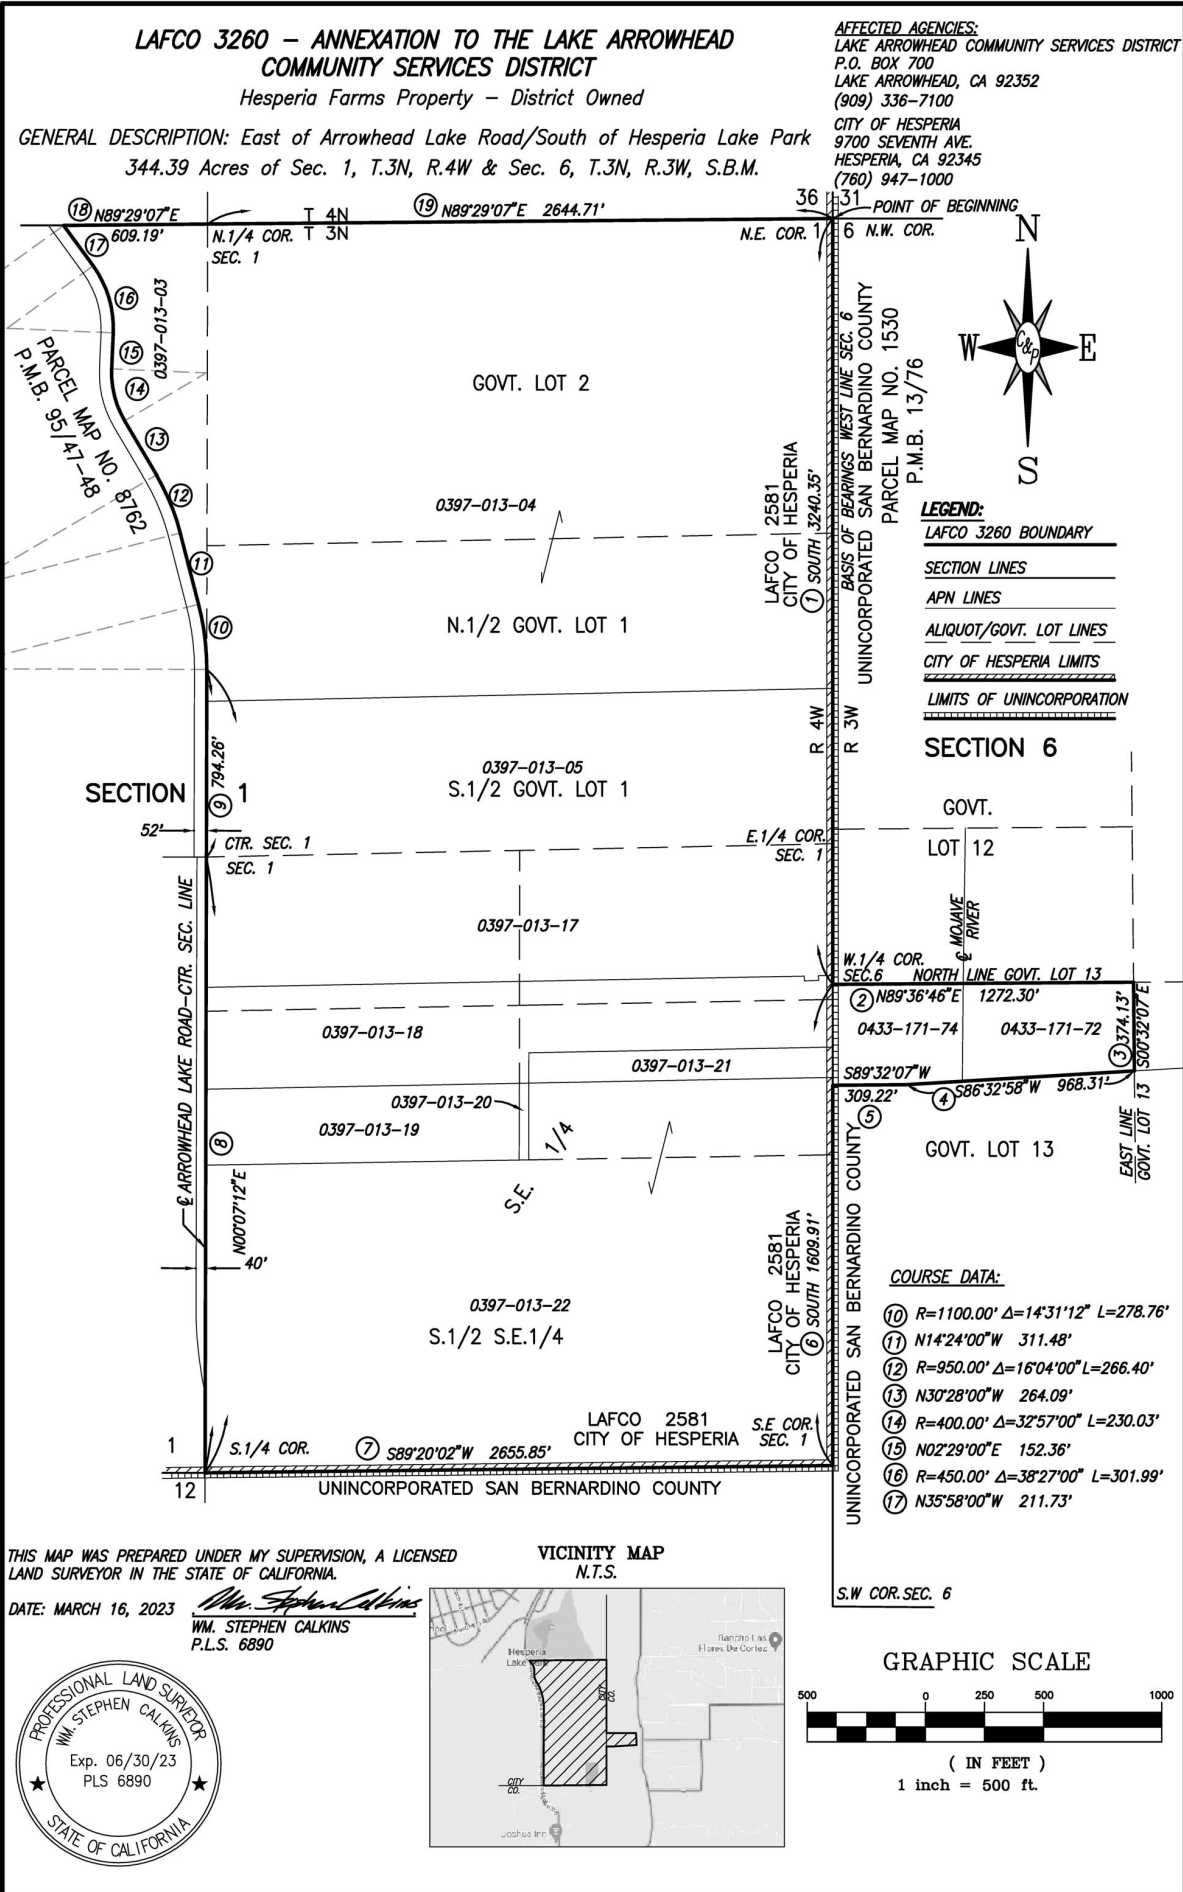 LAFCO 3260 – ANNEXATION TO THE LAKE ARROWHEAD
COMMUNITY SERVICES DISTRICT
Hesperia Farms Property – District Owned
GENERAL DESCRIPTION: East of Arrowhead Lake Road/South of Hesperia Lake Park
344.39 Acres of Sec. 1, T.3N, R.4W & Sec. 6, T.3N, R.3W, S.B.M.
AFFECTED AGENCIES:
LAKE ARROWHEAD COMMUNITY SERVICES DISTRICT
P.O. BOX 700
LAKE ARROWHEAD, CA 92352
(909) 336-7100
CITY OF HESPERIA
9700 SEVENTH AVE.
HESPERIA, CA 92345
(760) 947-1000
18 N89°29'07"E
609.19'
T 4N
T 3N
19 N89°29'07"E 2644.71'
36 31
POINT OF BEGINNING
N.1/4 COR.
SEC. 1
N.E. COR. 1
6 N.W. COR.
17
16
15
14
13
12
11
10
0397-013-03
PARCEL MAP NO. 8762
P.M.B. 95/47-48
GOVT. LOT 2
0397-013-04
N.1/2 GOVT. LOT 1
LAFCO 2581
CITY OF HESPERIA
1 SOUTH 3240.35'
BASIS OF BEARINGS WEST LINE SEC. 6
UNINCORPORATED SAN BERNARDINO COUNTY
PARCEL MAP NO. 1530
P.M.B. 13/76
N
W
E
S
C&P
LEGEND:
LAFCO 3260 BOUNDARY
SECTION LINES
APN LINES
ALIQUOT/GOVT. LOT LINES
CITY OF HESPERIA LIMITS
LIMITS OF UNINCORPORATION
R 4W
R 3W
SECTION 6
9 794.26'
0397-013-05
S.1/2 GOVT. LOT 1
SECTION 1
52'
CTR. SEC. 1
SEC. 1
E.1/4 COR.
SEC. 1
GOVT.
LOT 12
℄ MOJAVE
RIVER
0397-013-17
W.1/4 COR.
SEC.6
NORTH LINE GOVT. LOT 13
2 N89°36'46"E 1272.30'
0433-171-74
0433-171-72
3 374.13'
S00°32'07"E
0397-013-18
0397-013-21
S89°32'07"W
309.22'
5
4 S86°32'58"W 968.31'
0397-013-20
0397-013-19
8
S.E. 1/4
GOVT. LOT 13
EAST LINE
GOVT. LOT 13
℄ ARROWHEAD LAKE ROAD-CTR. SEC. LINE
N00°07'12"E
40'
0397-013-22
S.1/2 S.E.1/4
LAFCO 2581
CITY OF HESPERIA
6 SOUTH 1609.91'
UNINCORPORATED SAN BERNARDINO COUNTY
COURSE DATA:
10 R=1100.00' Δ=14°31'12" L=278.76'
11 N14°24'00"W 311.48'
12 R=950.00' Δ=16°04'00" L=266.40'
13 N30°28'00"W 264.09'
14 R=400.00' Δ=32°57'00" L=230.03'
15 N02°29'00"E 152.36'
16 R=450.00' Δ=38°27'00" L=301.99'
17 N35°58'00"W 211.73'
LAFCO 2581
CITY OF HESPERIA
S.E COR.
SEC. 1
1
S.1/4 COR.
7 S89°20'02"W 2655.85'
12
UNINCORPORATED SAN BERNARDINO COUNTY
THIS MAP WAS PREPARED UNDER MY SUPERVISION, A LICENSED
LAND SURVEYOR IN THE STATE OF CALIFORNIA.
DATE: MARCH 16, 2023
Wm. Stephen Calkins
WM. STEPHEN CALKINS
P.L.S. 6890
PROFESSIONAL LAND SURVEYOR
WM. STEPHEN CALKINS
Exp. 06/30/23
PLS 6890
STATE OF CALIFORNIA
VICINITY MAP
N.T.S.
Hesperia
Lake Park
Rancho Las
Flores De Cortez
CITY
CO.
CITY
CO.
Joshua Inn
S.W COR.SEC. 6
GRAPHIC SCALE
500 0 250 500 1000
( IN FEET )
1 inch = 500 ft.